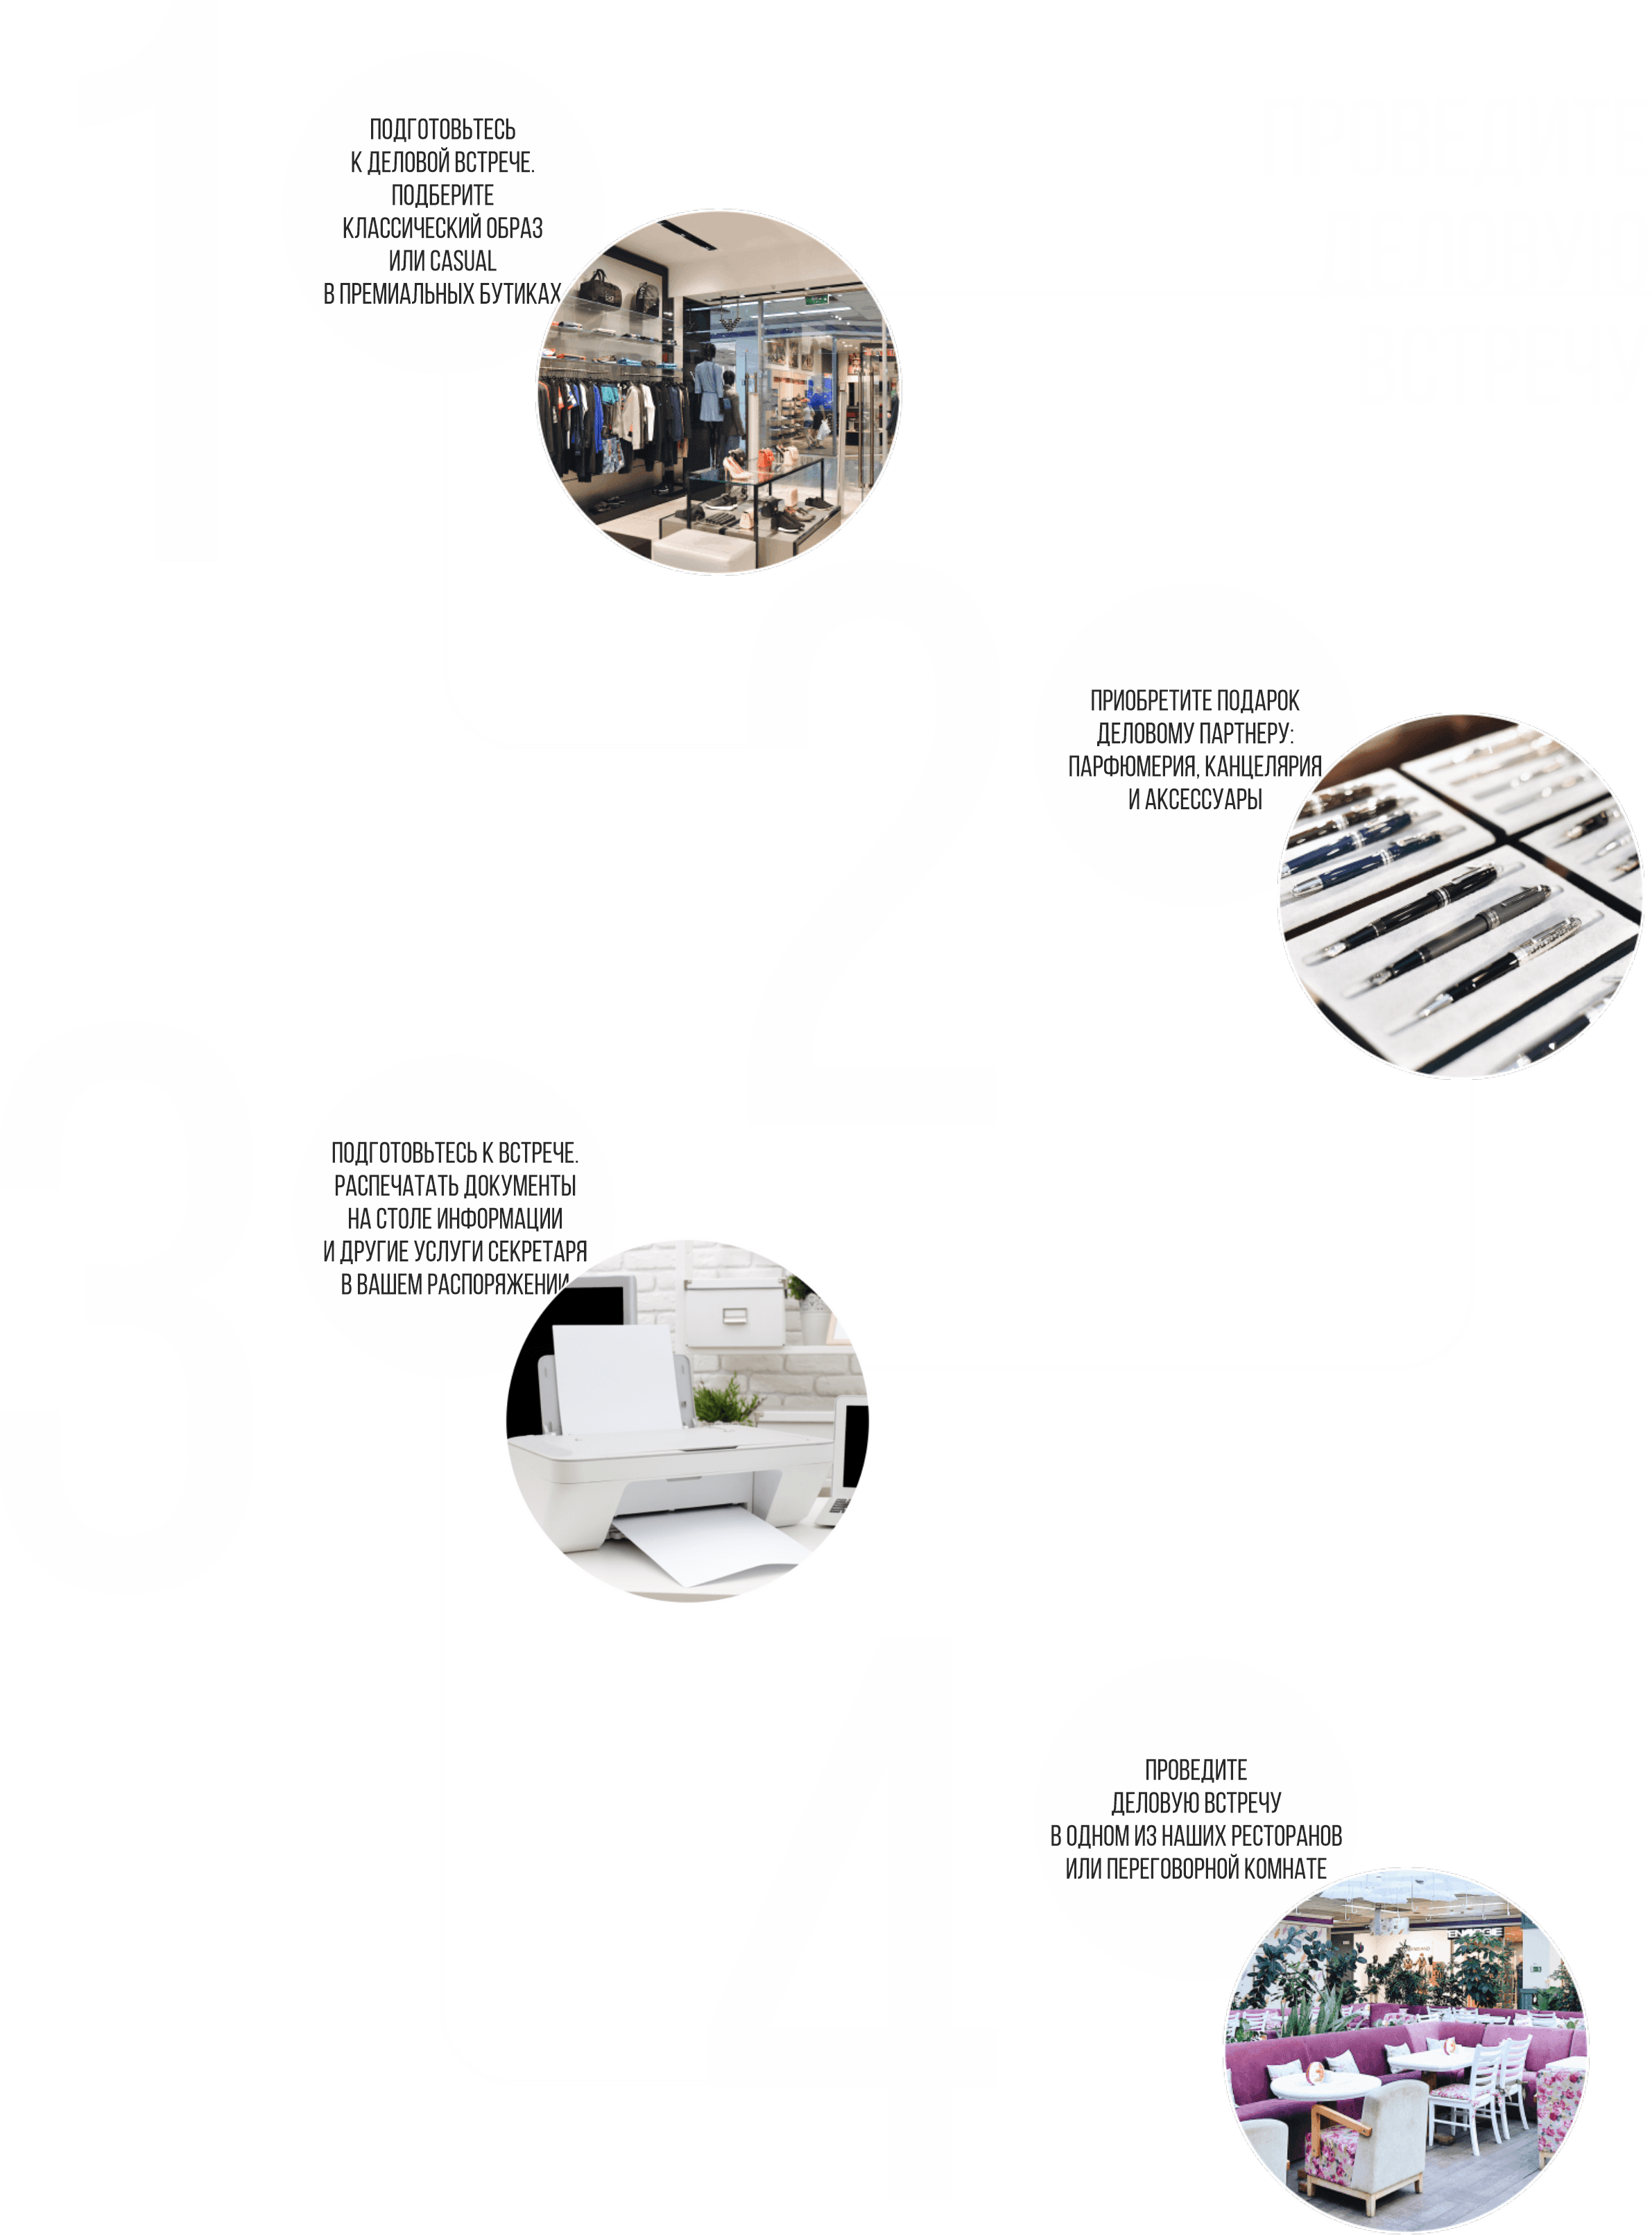 ПОДГОТОВЬТЕСЬ
К ДЕЛОВОЙ ВСТРЕЧЕ.
ПОДБЕРИТЕ
КЛАССИЧЕСКИЙ ОБРАЗ
ИЛИ CASUAL
В ПРЕМИАЛЬНЫХ БУТИКАХ
ПРИОБРЕТИТЕ ПОДАРОК
ДЕЛОВОМУ ПАРТНЕРУ:
ПАРФЮМЕРИЯ, КАНЦЕЛЯРИЯ
И АКСЕССУАРЫ
ПОДГОТОВЬТЕСЬ К ВСТРЕЧЕ.
РАСПЕЧАТАТЬ ДОКУМЕНТЫ
НА СТОЛЕ ИНФОРМАЦИИ
И ДРУГИЕ УСЛУГИ СЕКРЕТАРЯ
В ВАШЕМ РАСПОРЯЖЕНИИ
ПРОВЕДИТЕ
ДЕЛОВУЮ ВСТРЕЧУ
В ОДНОМ ИЗ НАШИХ РЕСТОРАНОВ
ИЛИ ПЕРЕГОВОРНОЙ КОМНАТЕ